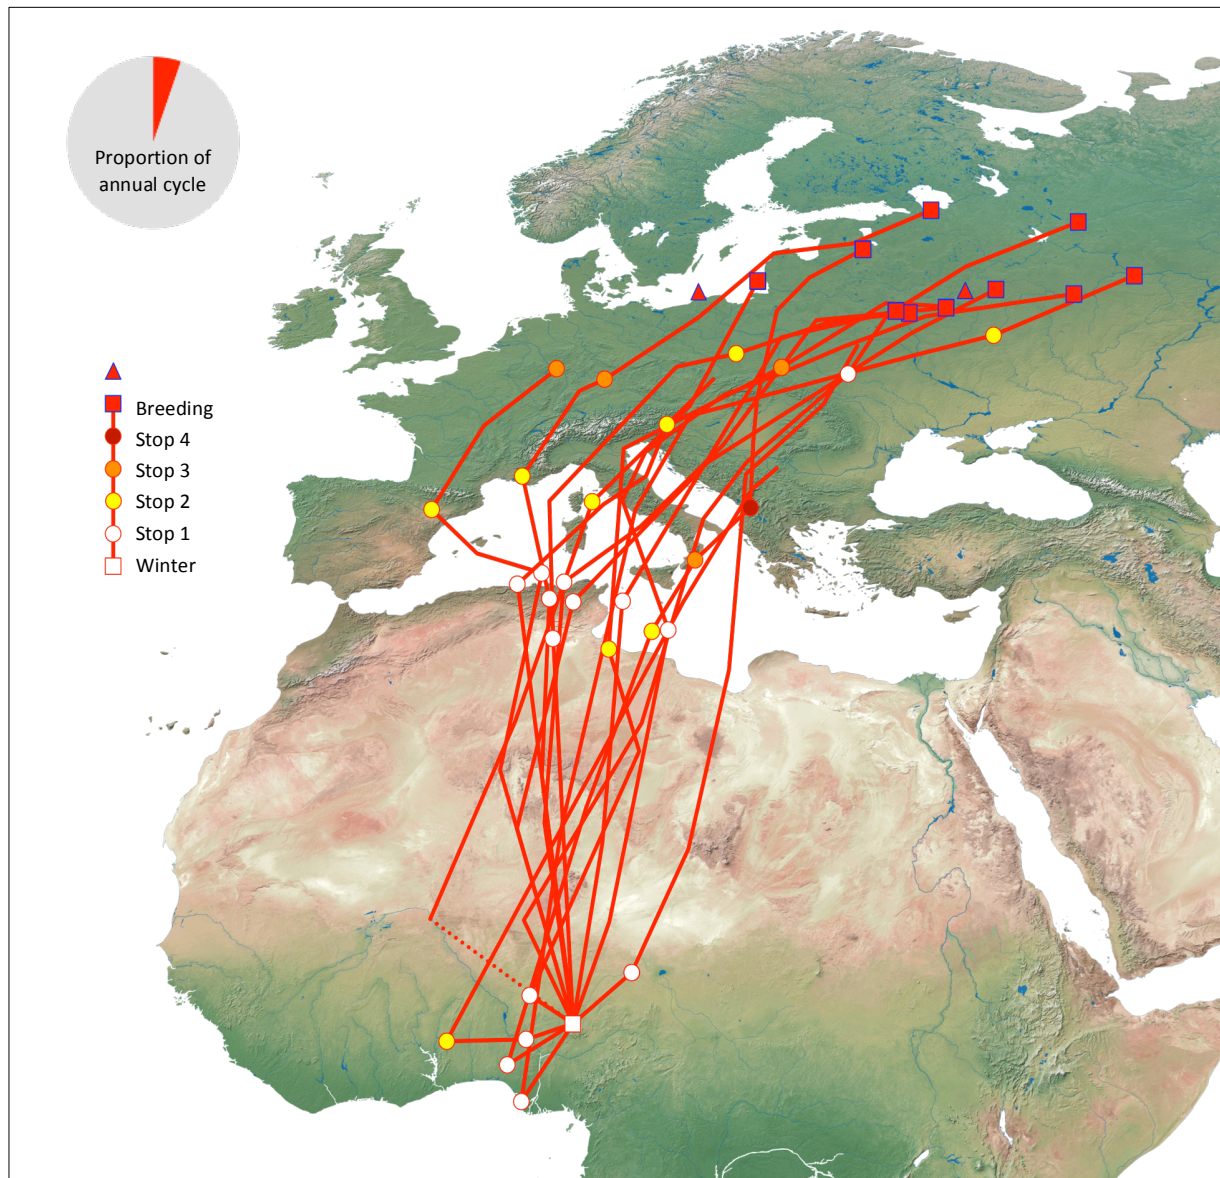 Proportion of
annual cycle
Breeding
Stop 4
Stop 3
Stop 2
Stop 1
Winter